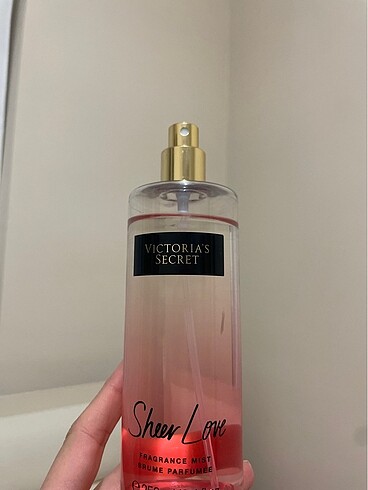 VICTORIA'S
SECRET
Sheer Love
FRAGRANCE MIST
BRUME PARFUMÉE